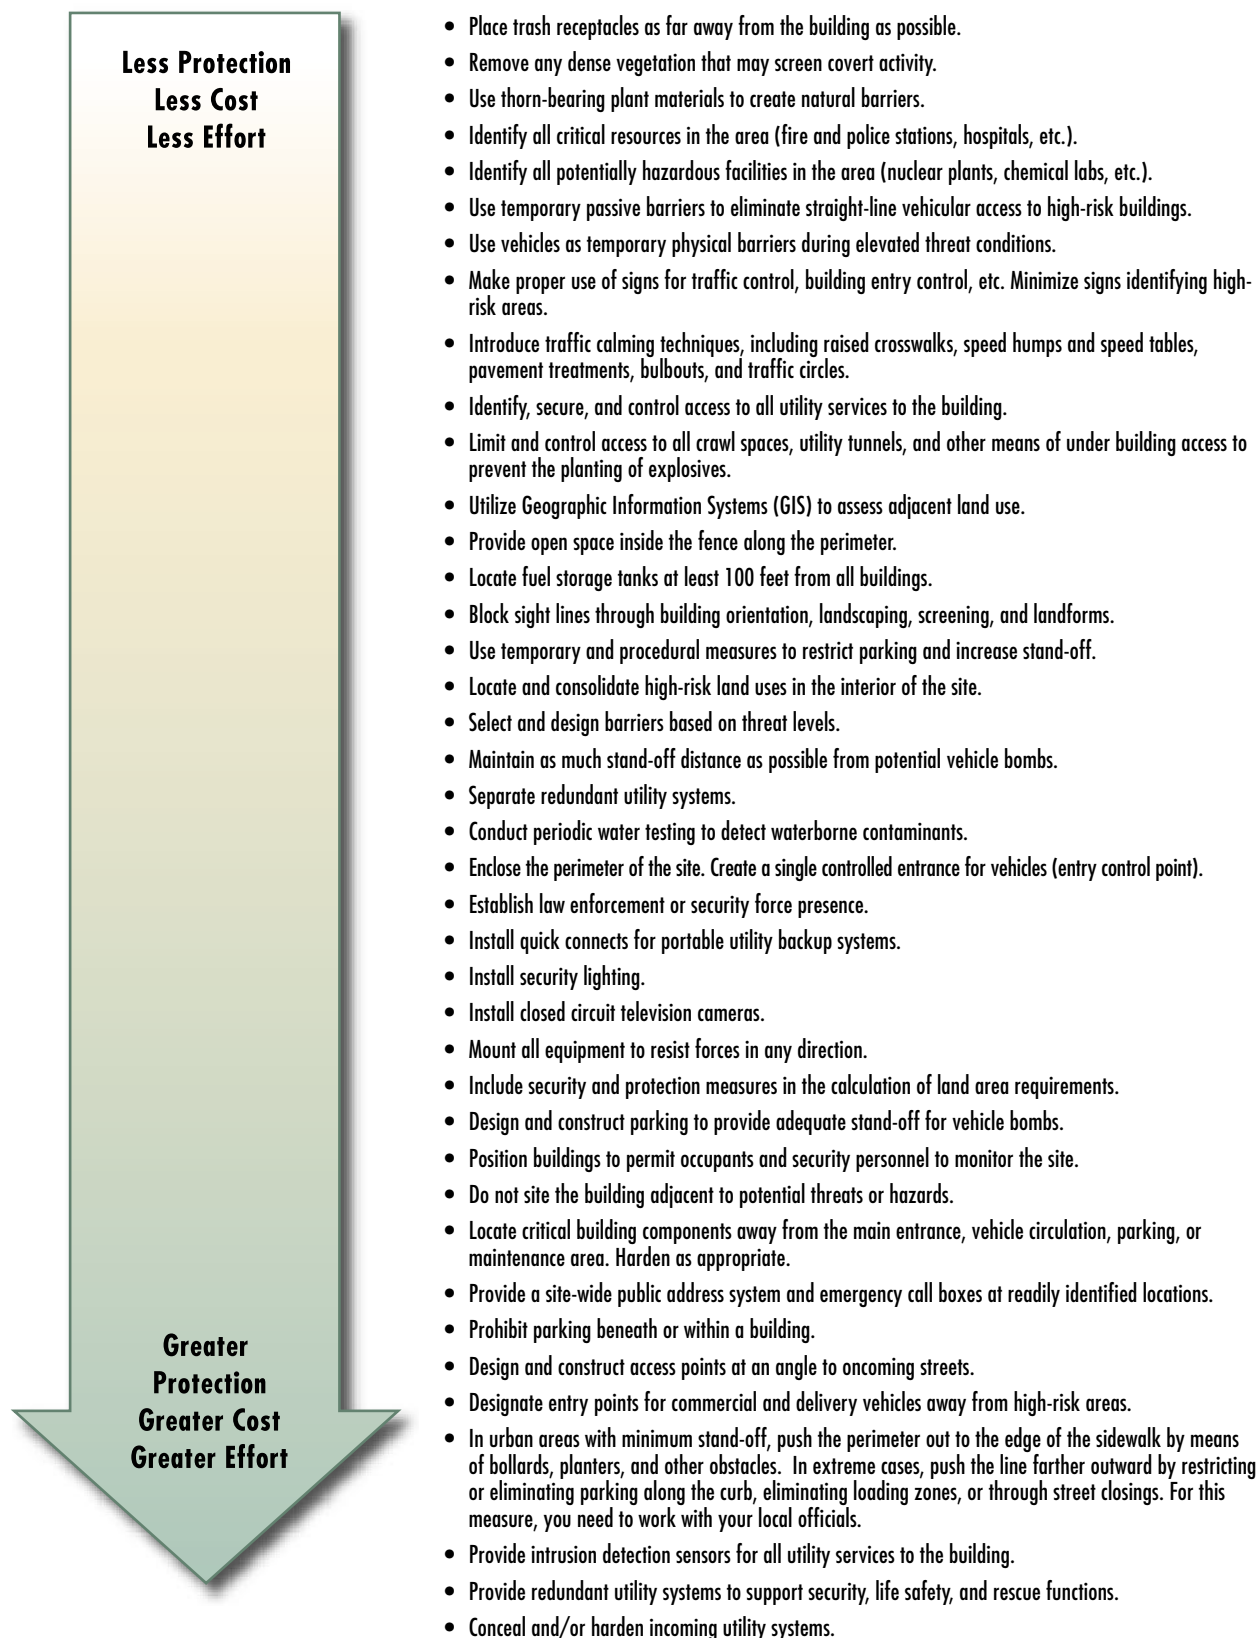 Less Protection
Less Cost
Less Effort
• Place trash receptacles as far away from the building as possible.
• Remove any dense vegetation that may screen covert activity.
• Use thorn-bearing plant materials to create natural barriers.
• Identify all critical resources in the area (fire and police stations, hospitals, etc.).
• Identify all potentially hazardous facilities in the area (nuclear plants, chemical labs, etc.).
• Use temporary passive barriers to eliminate straight-line vehicular access to high-risk buildings.
• Use vehicles as temporary physical barriers during elevated threat conditions.
• Make proper use of signs for traffic control, building entry control, etc. Minimize signs identifying high-
risk areas.
• Introduce traffic calming techniques, including raised crosswalks, speed humps and speed tables,
pavement treatments, bulbouts, and traffic circles.
• Identify, secure, and control access to all utility services to the building.
• Limit and control access to all crawl spaces, utility tunnels, and other means of under building access to
prevent the planting of explosives.
• Utilize Geographic Information Systems (GIS) to assess adjacent land use.
• Provide open space inside the fence along the perimeter.
• Locate fuel storage tanks at least 100 feet from all buildings.
• Block sight lines through building orientation, landscaping, screening, and landforms.
• Use temporary and procedural measures to restrict parking and increase stand-off.
• Locate and consolidate high-risk land uses in the interior of the site.
• Select and design barriers based on threat levels.
• Maintain as much stand-off distance as possible from potential vehicle bombs.
• Separate redundant utility systems.
• Conduct periodic water testing to detect waterborne contaminants.
• Enclose the perimeter of the site. Create a single controlled entrance for vehicles (entry control point).
• Establish law enforcement or security force presence.
• Install quick connects for portable utility backup systems.
• Install security lighting.
• Install closed circuit television cameras.
• Mount all equipment to resist forces in any direction.
• Include security and protection measures in the calculation of land area requirements.
• Design and construct parking to provide adequate stand-off for vehicle bombs.
• Position buildings to permit occupants and security personnel to monitor the site.
• Do not site the building adjacent to potential threats or hazards.
• Locate critical building components away from the main entrance, vehicle circulation, parking, or
maintenance area. Harden as appropriate.
• Provide a site-wide public address system and emergency call boxes at readily identified locations.
• Prohibit parking beneath or within a building.
• Design and construct access points at an angle to oncoming streets.
• Designate entry points for commercial and delivery vehicles away from high-risk areas.
• In urban areas with minimum stand-off, push the perimeter out to the edge of the sidewalk by means
of bollards, planters, and other obstacles. In extreme cases, push the line farther outward by restricting
or eliminating parking along the curb, eliminating loading zones, or through street closings. For this
measure, you need to work with your local officials.
• Provide intrusion detection sensors for all utility services to the building.
• Provide redundant utility systems to support security, life safety, and rescue functions.
• Conceal and/or harden incoming utility systems.
Greater
Protection
Greater Cost
Greater Effort